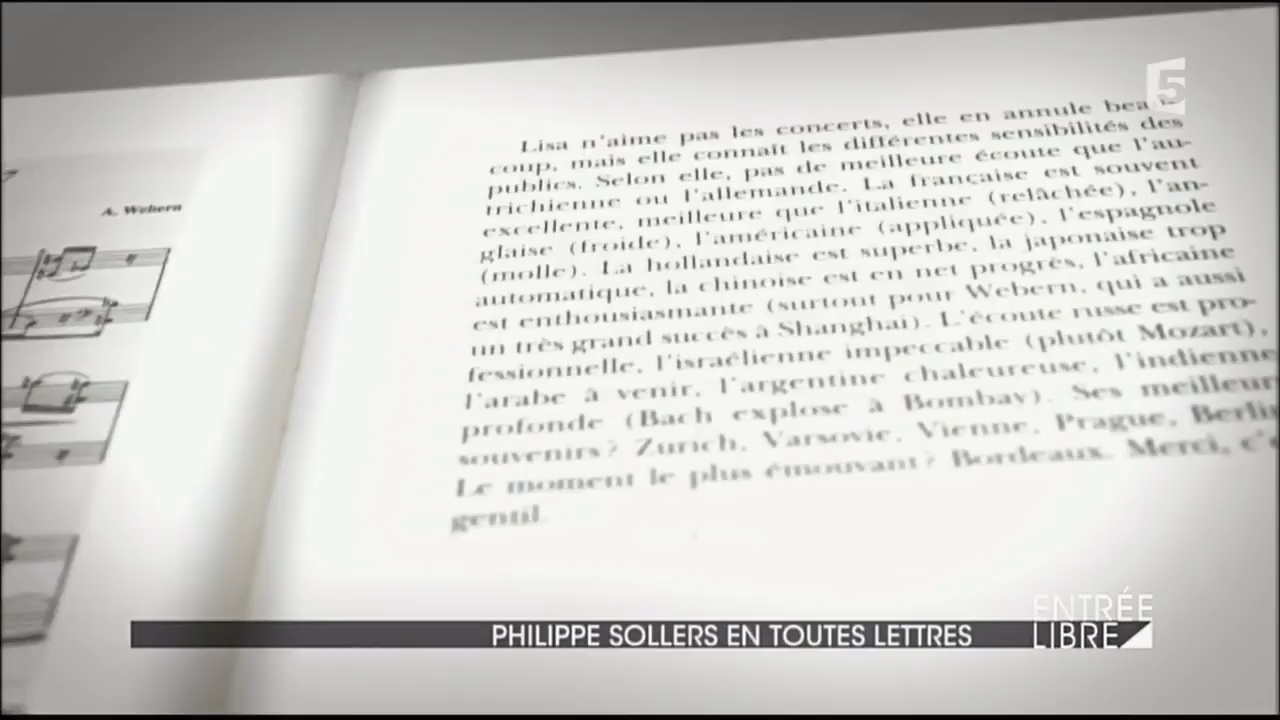 5
A. Webern
Lisa n'aime pas les concerts, elle en annule beau-
coup, mais elle connaît les différentes sensibilités des
publics. Selon elle, pas de meilleure écoute que l'au-
trichienne ou l'allemande. La française est souvent
excellente, meilleure que l'italienne (relâchée), l'an-
glaise (froide), l'américaine (appliquée), l'espagnole
(molle). La hollandaise est superbe, la japonaise trop
automatique, la chinoise est en net progrès, l'africaine
est enthousiasmante (surtout pour Webern, qui a aussi
un très grand succès à Shanghai). L'écoute russe est pro-
fessionnelle, l'israélienne impeccable (plutôt Mozart),
l'arabe à venir, l'argentine chaleureuse, l'indienne
profonde (Bach explose à Bombay). Ses meilleur
souvenirs ? Zurich, Varsovie, Vienne, Prague, Berlin
Le moment le plus émouvant ? Bordeaux. Merci, c'e
gentil.
PHILIPPE SOLLERS EN TOUTES LETTRES
ENTRÉE
LIBRE